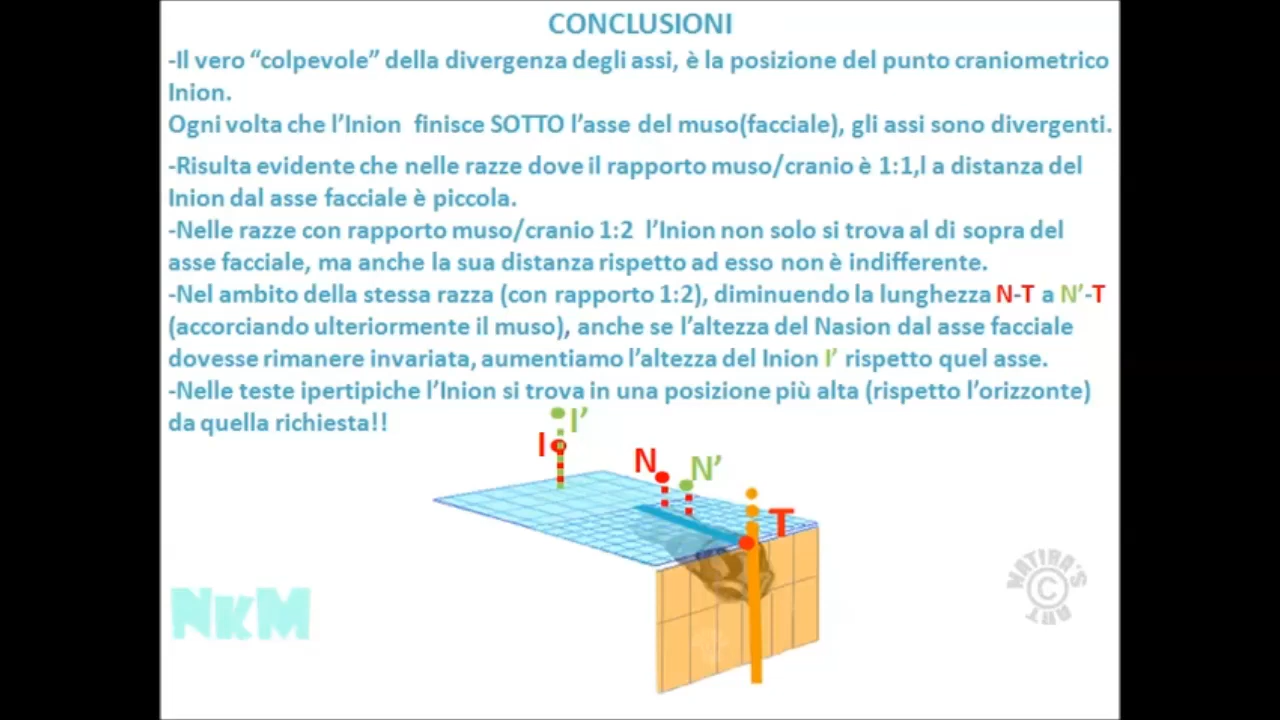 CONCLUSIONI
-Il vero “colpevole” della divergenza degli assi, è la posizione del punto craniometrico
Inion.
Ogni volta che l’Inion finisce SOTTO l’asse del muso(facciale), gli assi sono divergenti.
-Risulta evidente che nelle razze dove il rapporto muso/cranio è 1:1,l a distanza del
Inion dal asse facciale è piccola.
-Nelle razze con rapporto muso/cranio 1:2 l’Inion non solo si trova al di sopra del
asse facciale, ma anche la sua distanza rispetto ad esso non è indifferente.
-Nel ambito della stessa razza (con rapporto 1:2), diminuendo la lunghezza N-T a N’-T
(accorciando ulteriormente il muso), anche se l’altezza del Nasion dal asse facciale
dovesse rimanere invariata, aumentiamo l’altezza del Inion I’ rispetto quel asse.
-Nelle teste ipertipiche l’Inion si trova in una posizione più alta (rispetto l’orizzonte)
da quella richiesta!!
I’
I
N
N’
T
NkM
MATIRA'S
©
ART